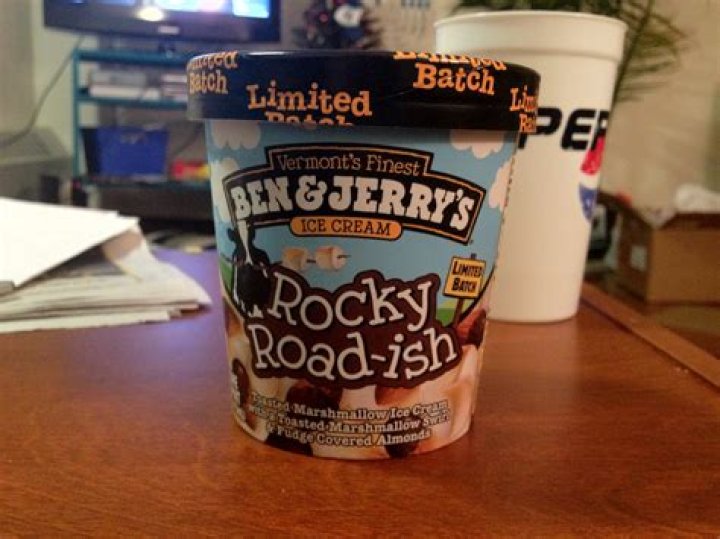 Limited
Batch
Limited
Batch
Vermont's Finest
BEN & JERRY'S
ICE CREAM
LIMITED
BATCH
Rocky
Road-ish
Toasted Marshmallow Ice Cream
with a Toasted Marshmallow Swirl
& Fudge Covered Almonds
PEP